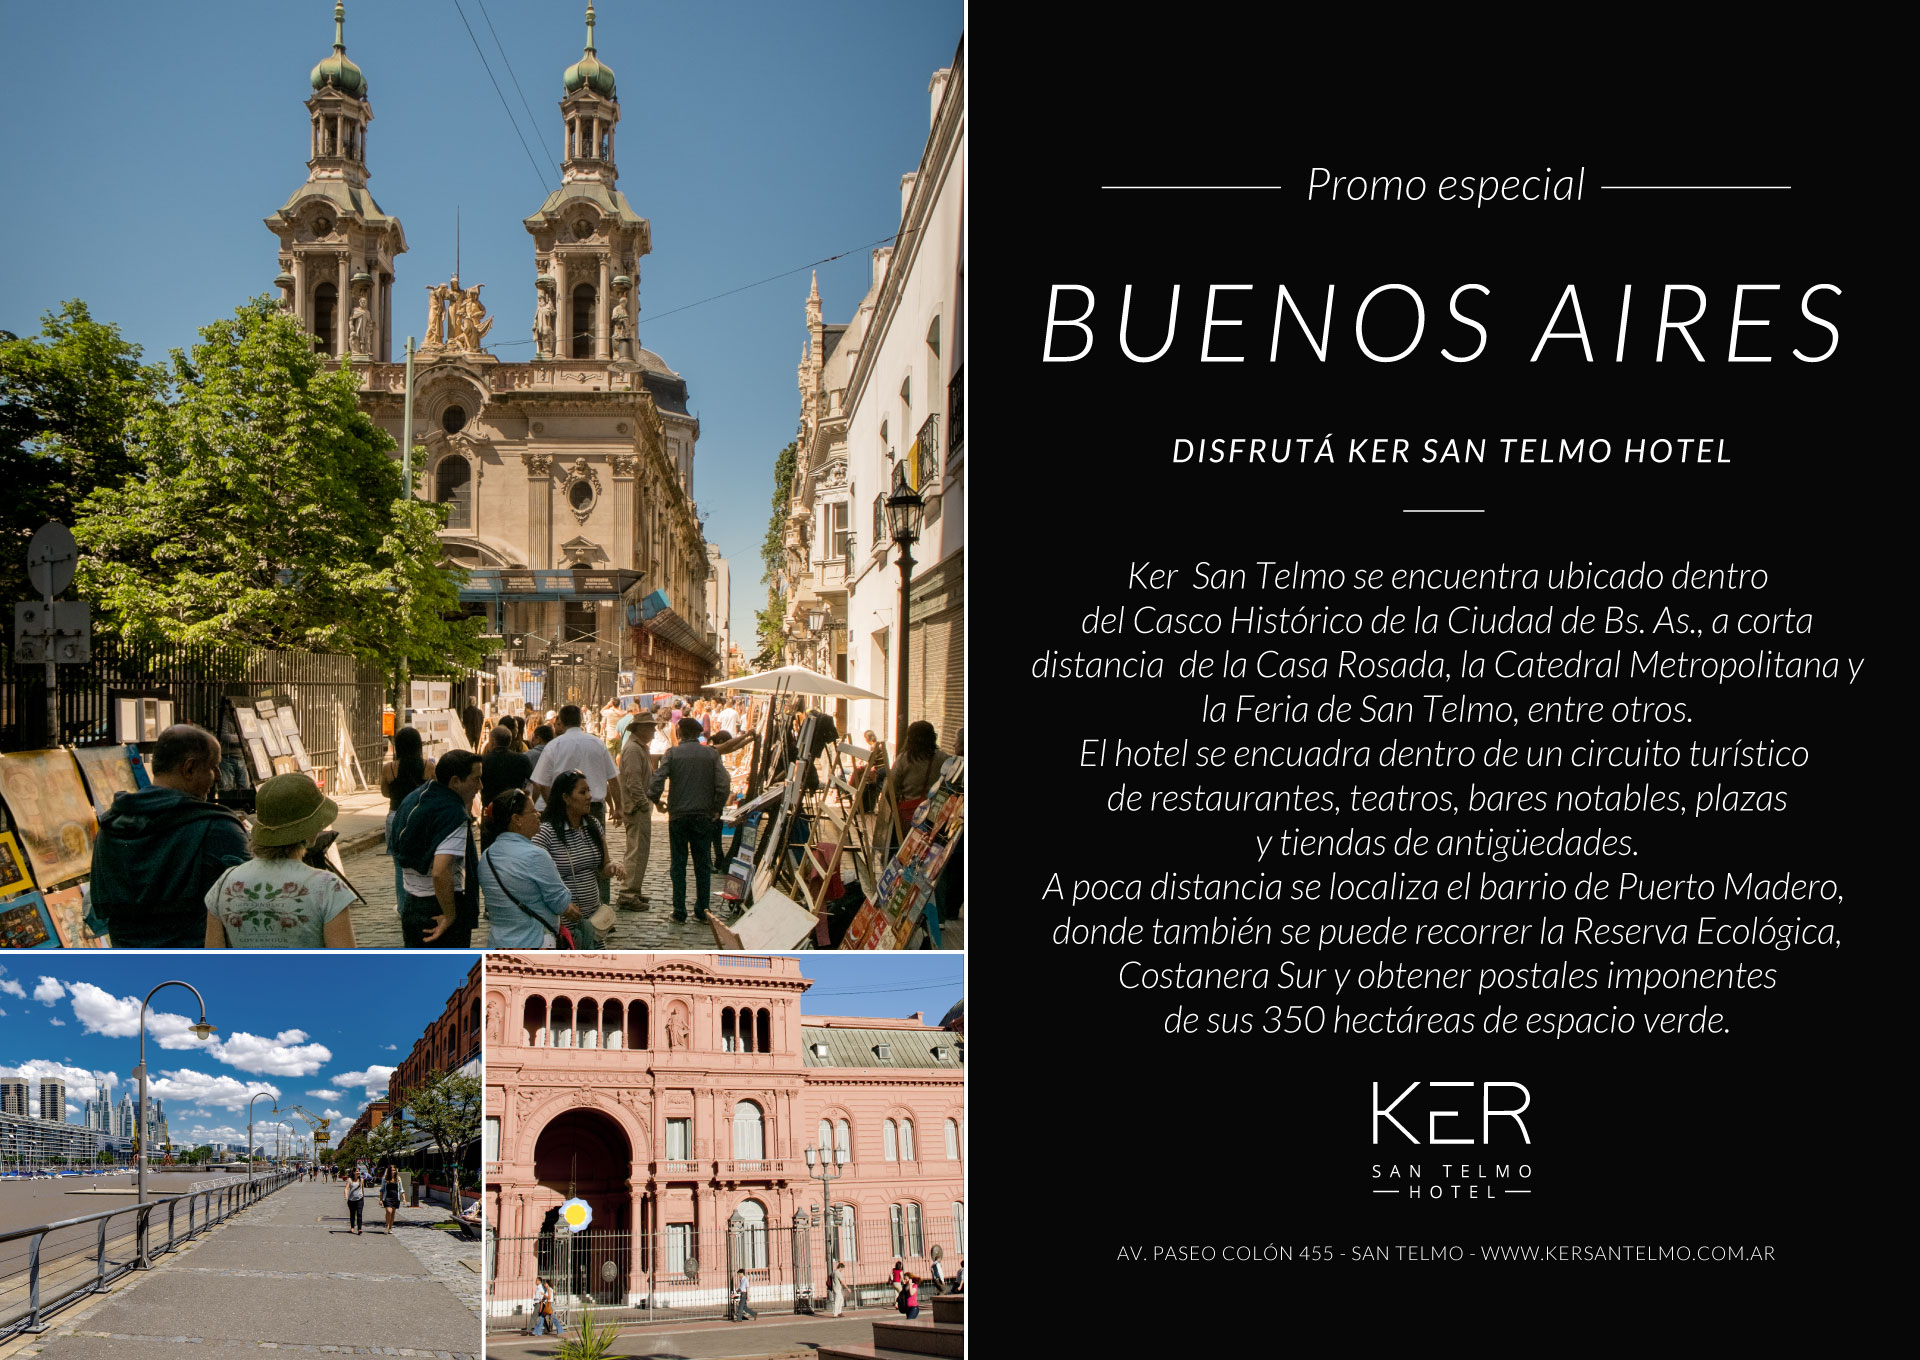 Promo especial
BUENOS AIRES
DISFRUTÁ KER SAN TELMO HOTEL
Ker San Telmo se encuentra ubicado dentro
del Casco Histórico de la Ciudad de Bs. As., a corta
distancia de la Casa Rosada, la Catedral Metropolitana y
la Feria de San Telmo, entre otros.
El hotel se encuadra dentro de un circuito turístico
de restaurantes, teatros, bares notables, plazas
y tiendas de antigüedades.
A poca distancia se localiza el barrio de Puerto Madero,
donde también se puede recorrer la Reserva Ecológica,
Costanera Sur y obtener postales imponentes
de sus 350 hectáreas de espacio verde.
KER
SAN TELMO
HOTEL
AV. PASEO COLÓN 455 - SAN TELMO - WWW.KERSANTELMO.COM.AR